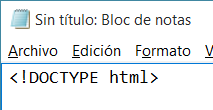 Sin título: Bloc de notas
Archivo Edición Formato V
<!DOCTYPE html>